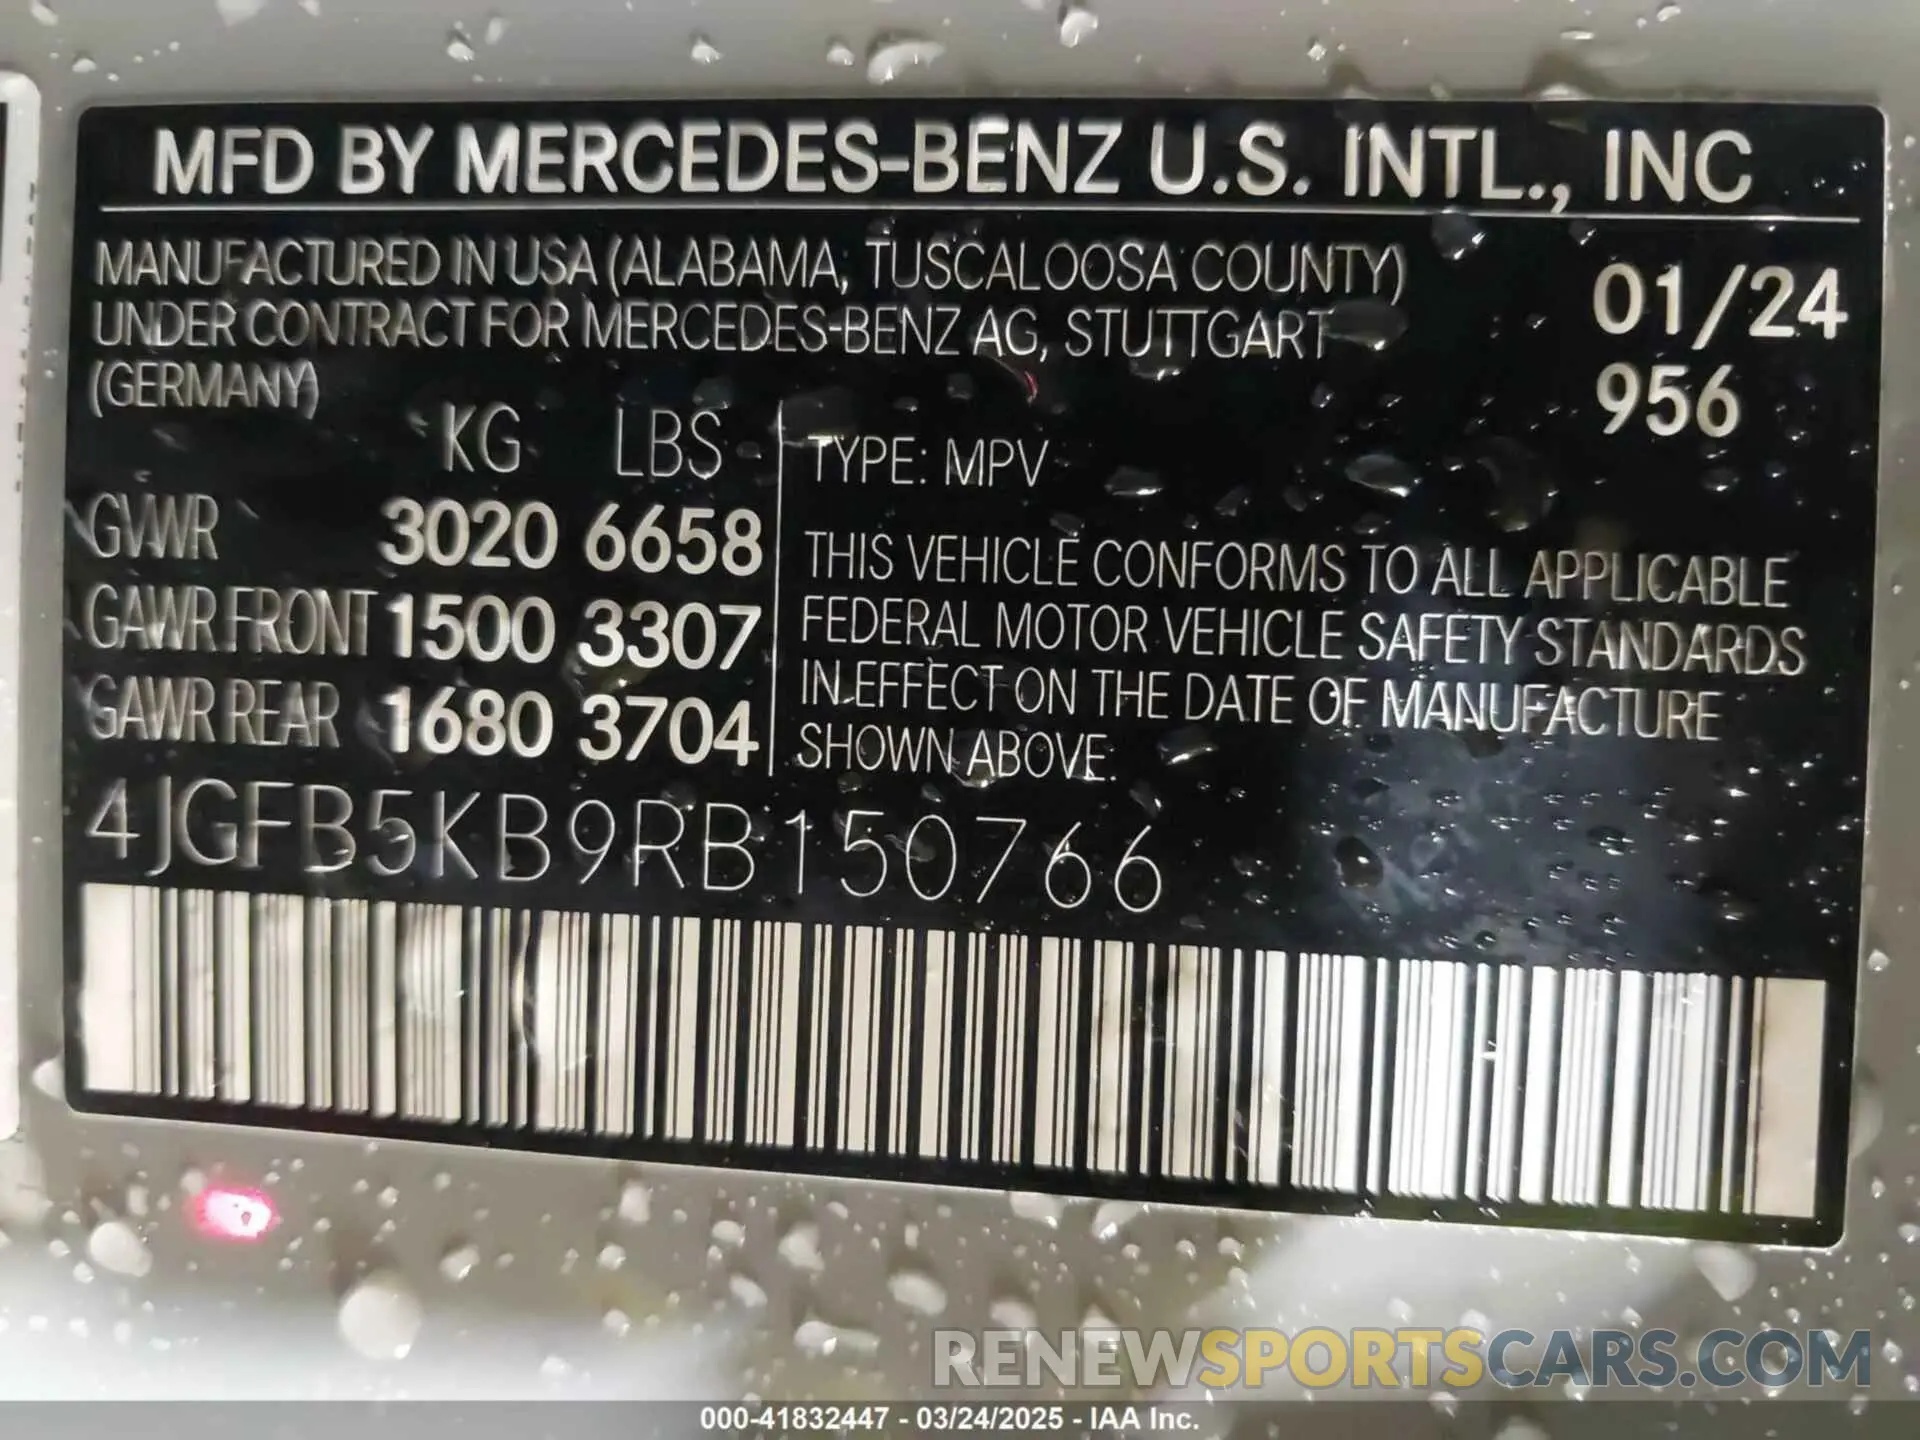 MFD BY MERCEDES-BENZ U.S. INTL., INC
MANUFACTURED IN USA (ALABAMA, TUSCALOOSA COUNTY)
UNDER CONTRACT FOR MERCEDES-BENZ AG, STUTTGART
(GERMANY)
01/24
956
KG LBS
GVWR 3020 6658
GAWR FRONT 1500 3307
GAWR REAR 1680 3704
TYPE: MPV
THIS VEHICLE CONFORMS TO ALL APPLICABLE
FEDERAL MOTOR VEHICLE SAFETY STANDARDS
IN EFFECT ON THE DATE OF MANUFACTURE
SHOWN ABOVE.
4JGFB5KB9RB150766
RENEWSPORTSCARS.COM
000-41832447 - 03/24/2025 - IAA Inc.